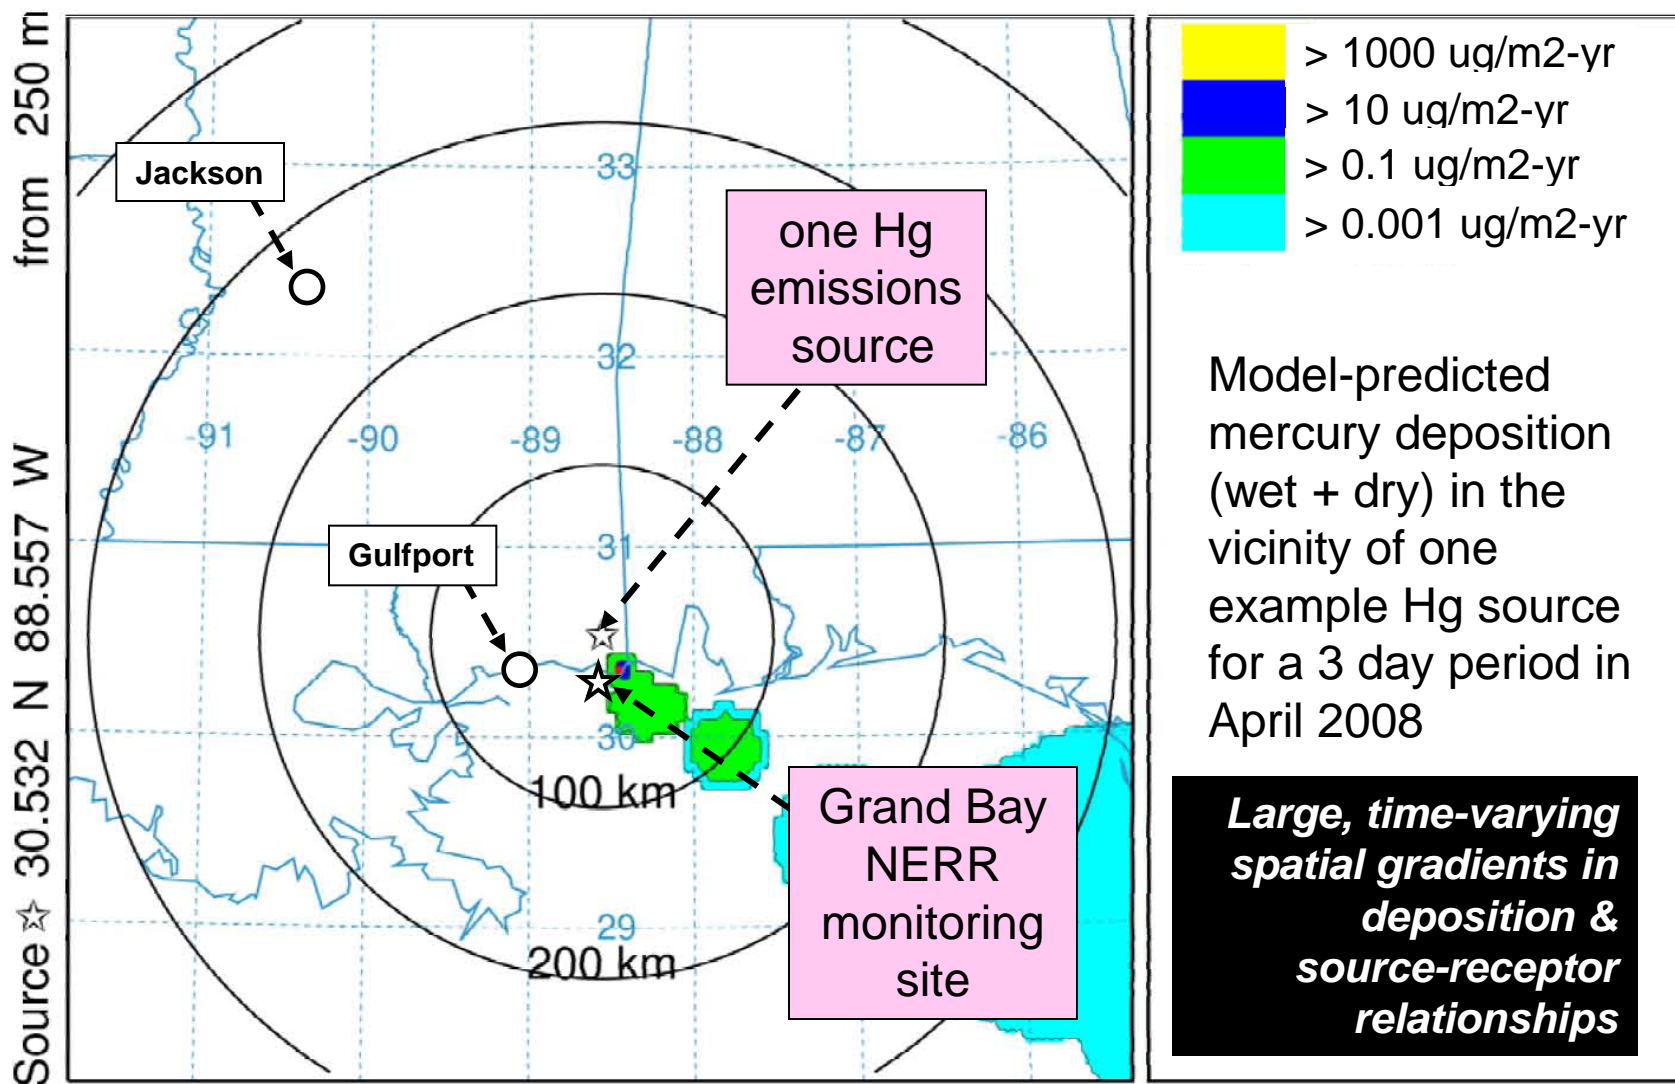 Source ☆ 30.532 N 88.557 W from 250 m
Jackson
33
one Hg
emissions
source
32
-91
-90
-89
-88
-87
-86
31
Gulfport
30
100 km
Grand Bay
NERR
monitoring
site
29
200 km
> 1000 ug/m2-yr
> 10 ug/m2-yr
> 0.1 ug/m2-yr
> 0.001 ug/m2-yr
Model-predicted
mercury deposition
(wet + dry) in the
vicinity of one
example Hg source
for a 3 day period in
April 2008
Large, time-varying
spatial gradients in
deposition &
source-receptor
relationships